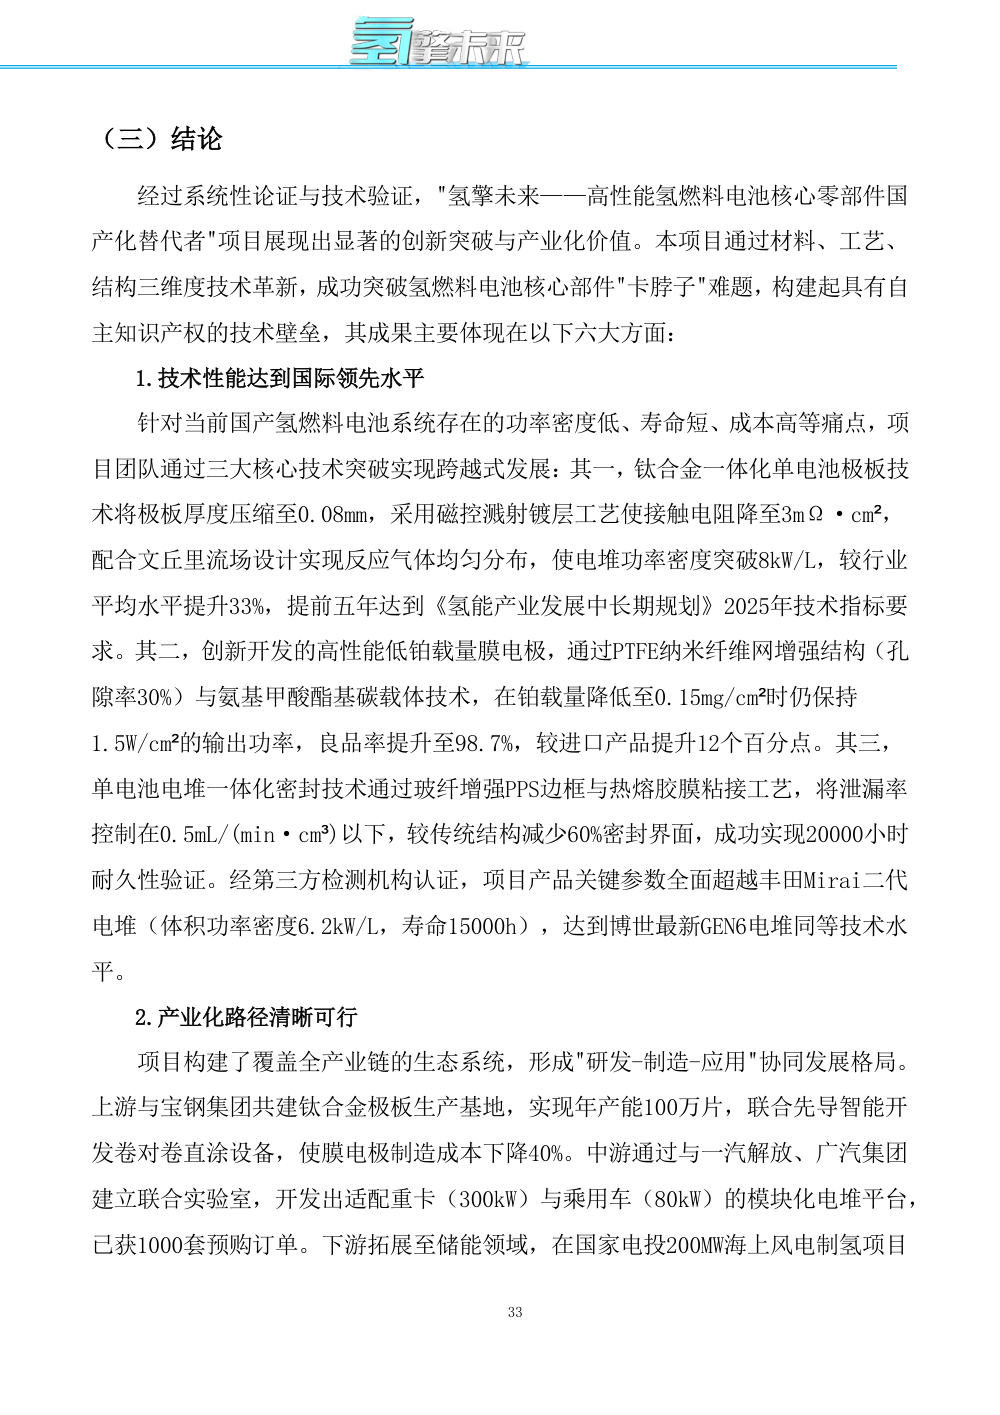 氢擎未来
（三）结论
经过系统性论证与技术验证，"氢擎未来——高性能氢燃料电池核心零部件国
产化替代者"项目展现出显著的创新突破与产业化价值。本项目通过材料、工艺、
结构三维度技术革新，成功突破氢燃料电池核心部件"卡脖子"难题，构建起具有自
主知识产权的技术壁垒，其成果主要体现在以下六大方面：
1.技术性能达到国际领先水平
针对当前国产氢燃料电池系统存在的功率密度低、寿命短、成本高等痛点，项
目团队通过三大核心技术突破实现跨越式发展：其一，钛合金一体化单电池极板技
术将极板厚度压缩至0.08mm，采用磁控溅射镀层工艺使接触电阻降至3mΩ·cm²，
配合文丘里流场设计实现反应气体均匀分布，使电堆功率密度突破8kW/L，较行业
平均水平提升33%，提前五年达到《氢能产业发展中长期规划》2025年技术指标要
求。其二，创新开发的高性能低铂载量膜电极，通过PTFE纳米纤维网增强结构（孔
隙率30%）与氨基甲酸酯基碳载体技术，在铂载量降低至0.15mg/cm²时仍保持
1.5W/cm²的输出功率，良品率提升至98.7%，较进口产品提升12个百分点。其三，
单电池电堆一体化密封技术通过玻纤增强PPS边框与热熔胶膜粘接工艺，将泄漏率
控制在0.5mL/(min·cm³)以下，较传统结构减少60%密封界面，成功实现20000小时
耐久性验证。经第三方检测机构认证，项目产品关键参数全面超越丰田Mirai二代
电堆（体积功率密度6.2kW/L，寿命15000h），达到博世最新GEN6电堆同等技术水
平。
2.产业化路径清晰可行
项目构建了覆盖全产业链的生态系统，形成"研发-制造-应用"协同发展格局。
上游与宝钢集团共建钛合金极板生产基地，实现年产能100万片，联合先导智能开
发卷对卷直涂设备，使膜电极制造成本下降40%。中游通过与一汽解放、广汽集团
建立联合实验室，开发出适配重卡（300kW）与乘用车（80kW）的模块化电堆平台，
已获1000套预购订单。下游拓展至储能领域，在国家电投200MW海上风电制氢项目
33